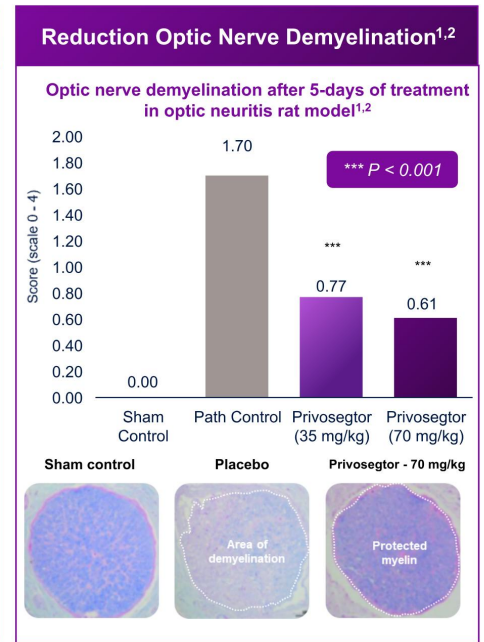 Reduction Optic Nerve Demyelination1,2
Optic nerve demyelination after 5-days of treatment
in optic neuritis rat model1,2
Score (scale 0 - 4)
2.00
1.80
1.60
1.40
1.20
1.00
0.80
0.60
0.40
0.20
0.00
1.70
*** P < 0.001
***
***
0.77
0.61
0.00
Sham
Control
Path Control
Privosegtor
(35 mg/kg)
Privosegtor
(70 mg/kg)
Sham control
Placebo
Privosegtor - 70 mg/kg
Area of
demyelination
Protected
myelin